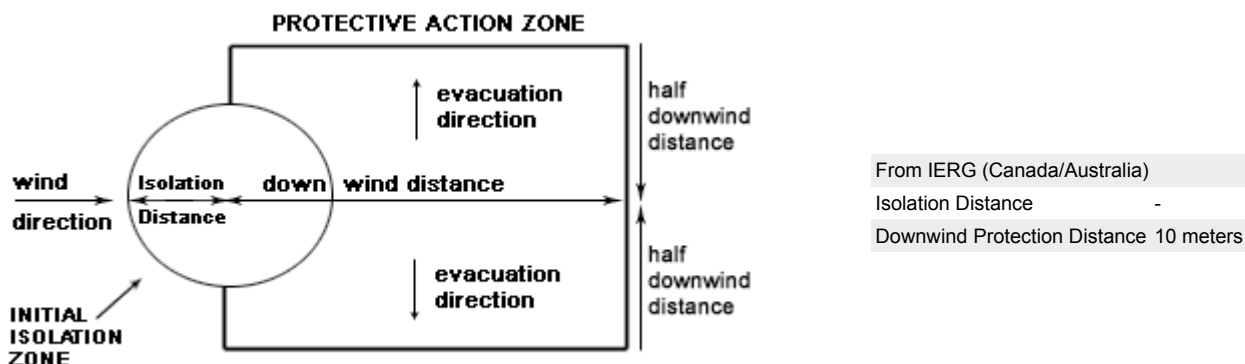 PROTECTIVE ACTION ZONE
evacuation
direction
half
downwind
distance
wind
direction
Isolation
Distance
down wind distance
evacuation
direction
half
downwind
distance
INITIAL
ISOLATION
ZONE
From IERG (Canada/Australia)
Isolation Distance -
Downwind Protection Distance 10 meters